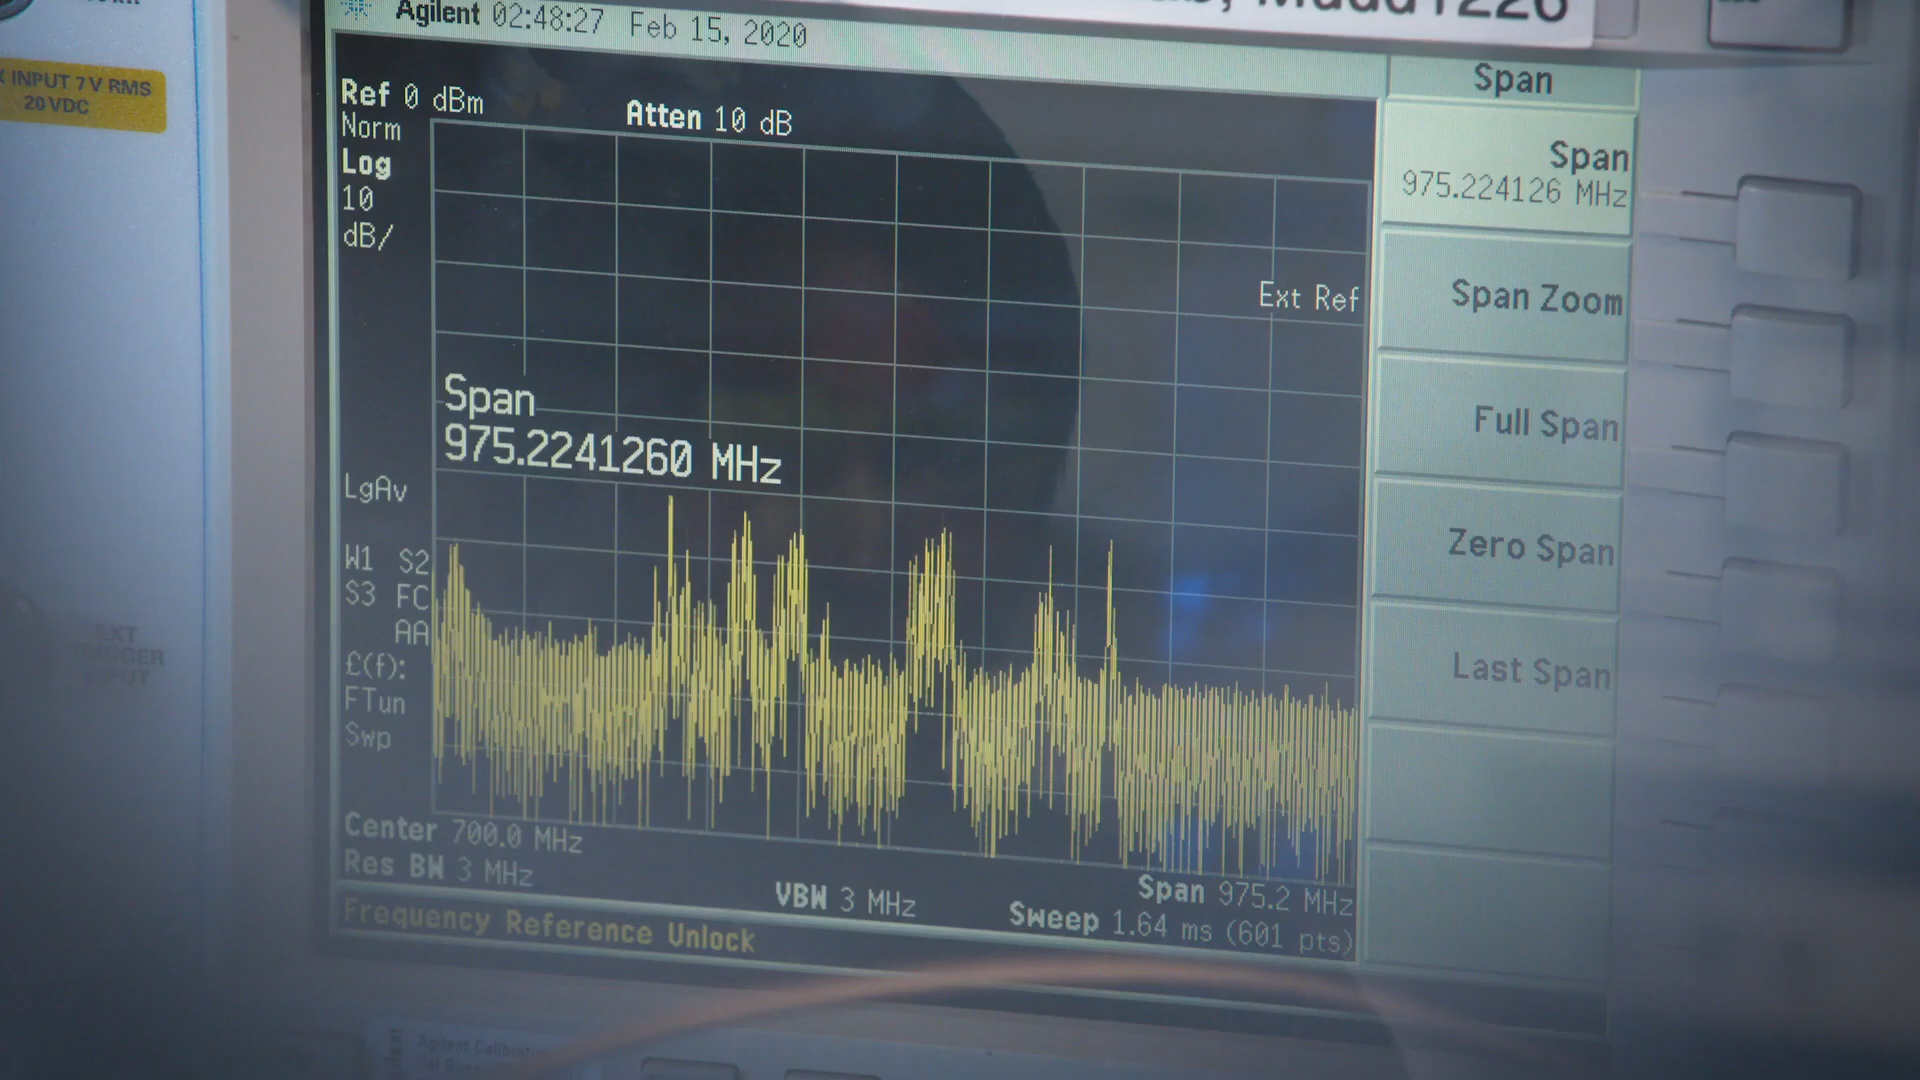 Agilent 02:48:27 Feb 15, 2020
INPUT 7 V RMS
20 VDC
Ref 0 dBm
Atten 10 dB
Norm
Log
10
dB/
Ext Ref
Span
975.2241260 MHz
LgAv
W1 S2
S3 FC
AA
£(f):
FTun
Swp
Center 700.0 MHz
Res BW 3 MHz
VBW 3 MHz
Span 975.2 MHz
Sweep 1.64 ms (601 pts)
Frequency Reference Unlock
Span
Span
975.224126 MHz
Span Zoom
Full Span
Zero Span
Last Span
EXT
TRIGGER
INPUT